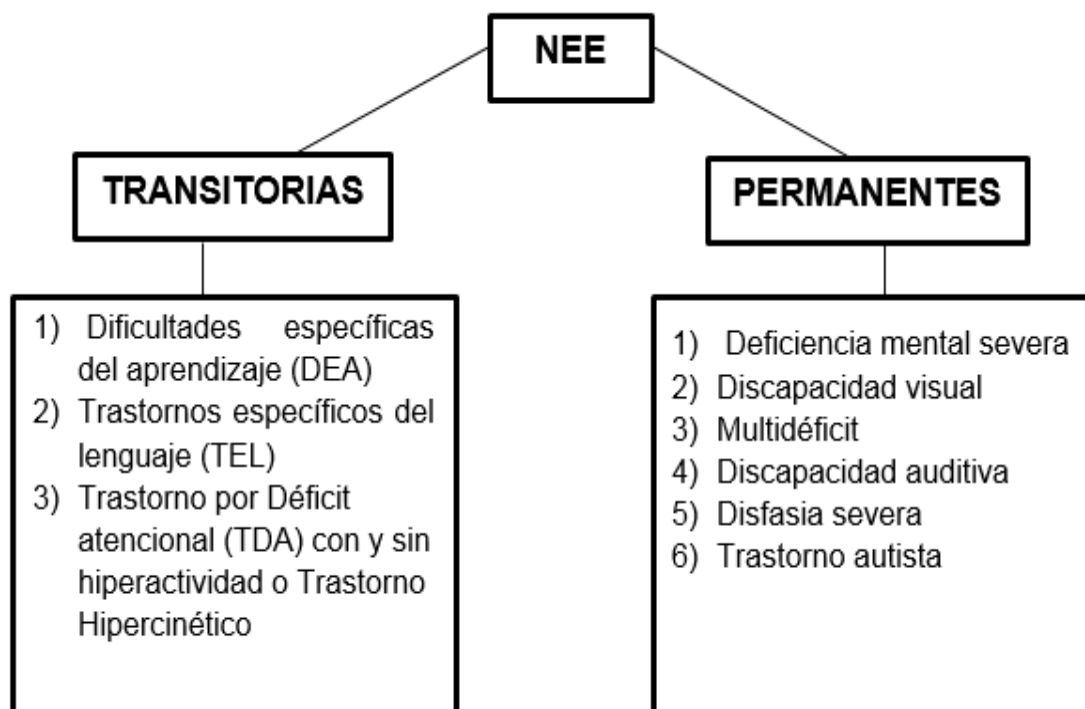 NEE
TRANSITORIAS
PERMANENTES
1) Dificultades específicas
del aprendizaje (DEA)
2) Trastornos específicos del
lenguaje (TEL)
3) Trastorno por Déficit
atencional (TDA) con y sin
hiperactividad o Trastorno
Hipercinético
1) Deficiencia mental severa
2) Discapacidad visual
3) Multidéficit
4) Discapacidad auditiva
5) Disfasia severa
6) Trastorno autista